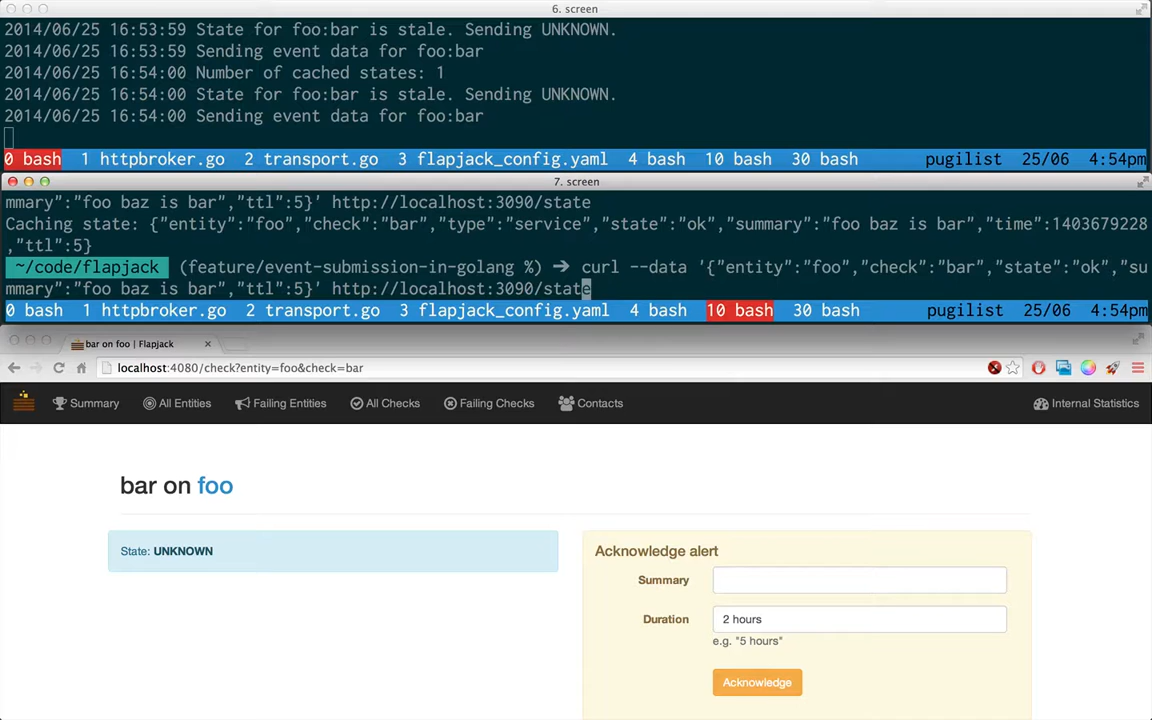 6. screen
2014/06/25 16:53:59 State for foo:bar is stale. Sending UNKNOWN.
2014/06/25 16:53:59 Sending event data for foo:bar
2014/06/25 16:54:00 Number of cached states: 1
2014/06/25 16:54:00 State for foo:bar is stale. Sending UNKNOWN.
2014/06/25 16:54:00 Sending event data for foo:bar
0 bash 1 httpbroker.go 2 transport.go 3 flapjack_config.yaml 4 bash 10 bash 30 bash pugilist 25/06 4:54pm
7. screen
mmary":"foo baz is bar","ttl":5}' http://localhost:3090/state
Caching state: {"entity":"foo","check":"bar","type":"service","state":"ok","summary":"foo baz is bar","time":1403679228
,"ttl":5}
~/code/flapjack (feature/event-submission-in-golang %) ➔ curl --data '{"entity":"foo","check":"bar","state":"ok","su
mmary":"foo baz is bar","ttl":5}' http://localhost:3090/state
0 bash 1 httpbroker.go 2 transport.go 3 flapjack_config.yaml 4 bash 10 bash 30 bash pugilist 25/06 4:54pm
bar on foo | Flapjack
localhost:4080/check?entity=foo&check=bar
Summary All Entities Failing Entities All Checks Failing Checks Contacts Internal Statistics
bar on foo
State: UNKNOWN
Acknowledge alert
Summary
Duration 2 hours
e.g. "5 hours"
Acknowledge